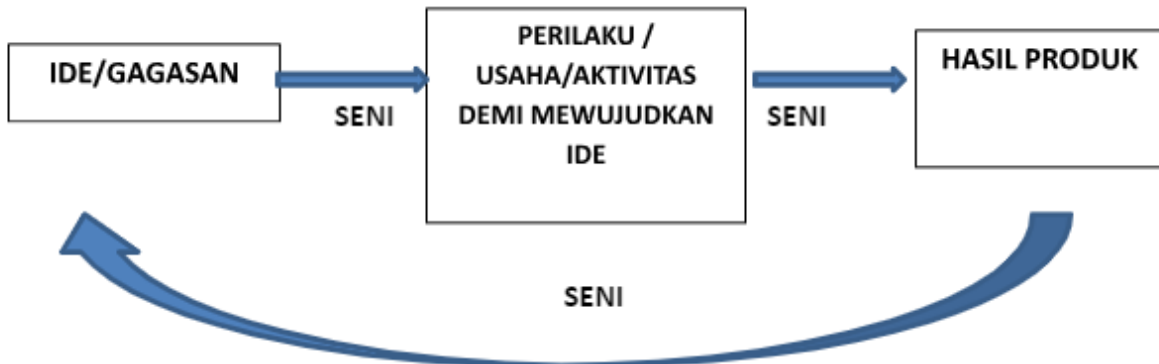 IDE/GAGASAN
SENI
PERILAKU /
USAHA/AKTIVITAS
DEMI MEWUJUDKAN
IDE
SENI
HASIL PRODUK
SENI